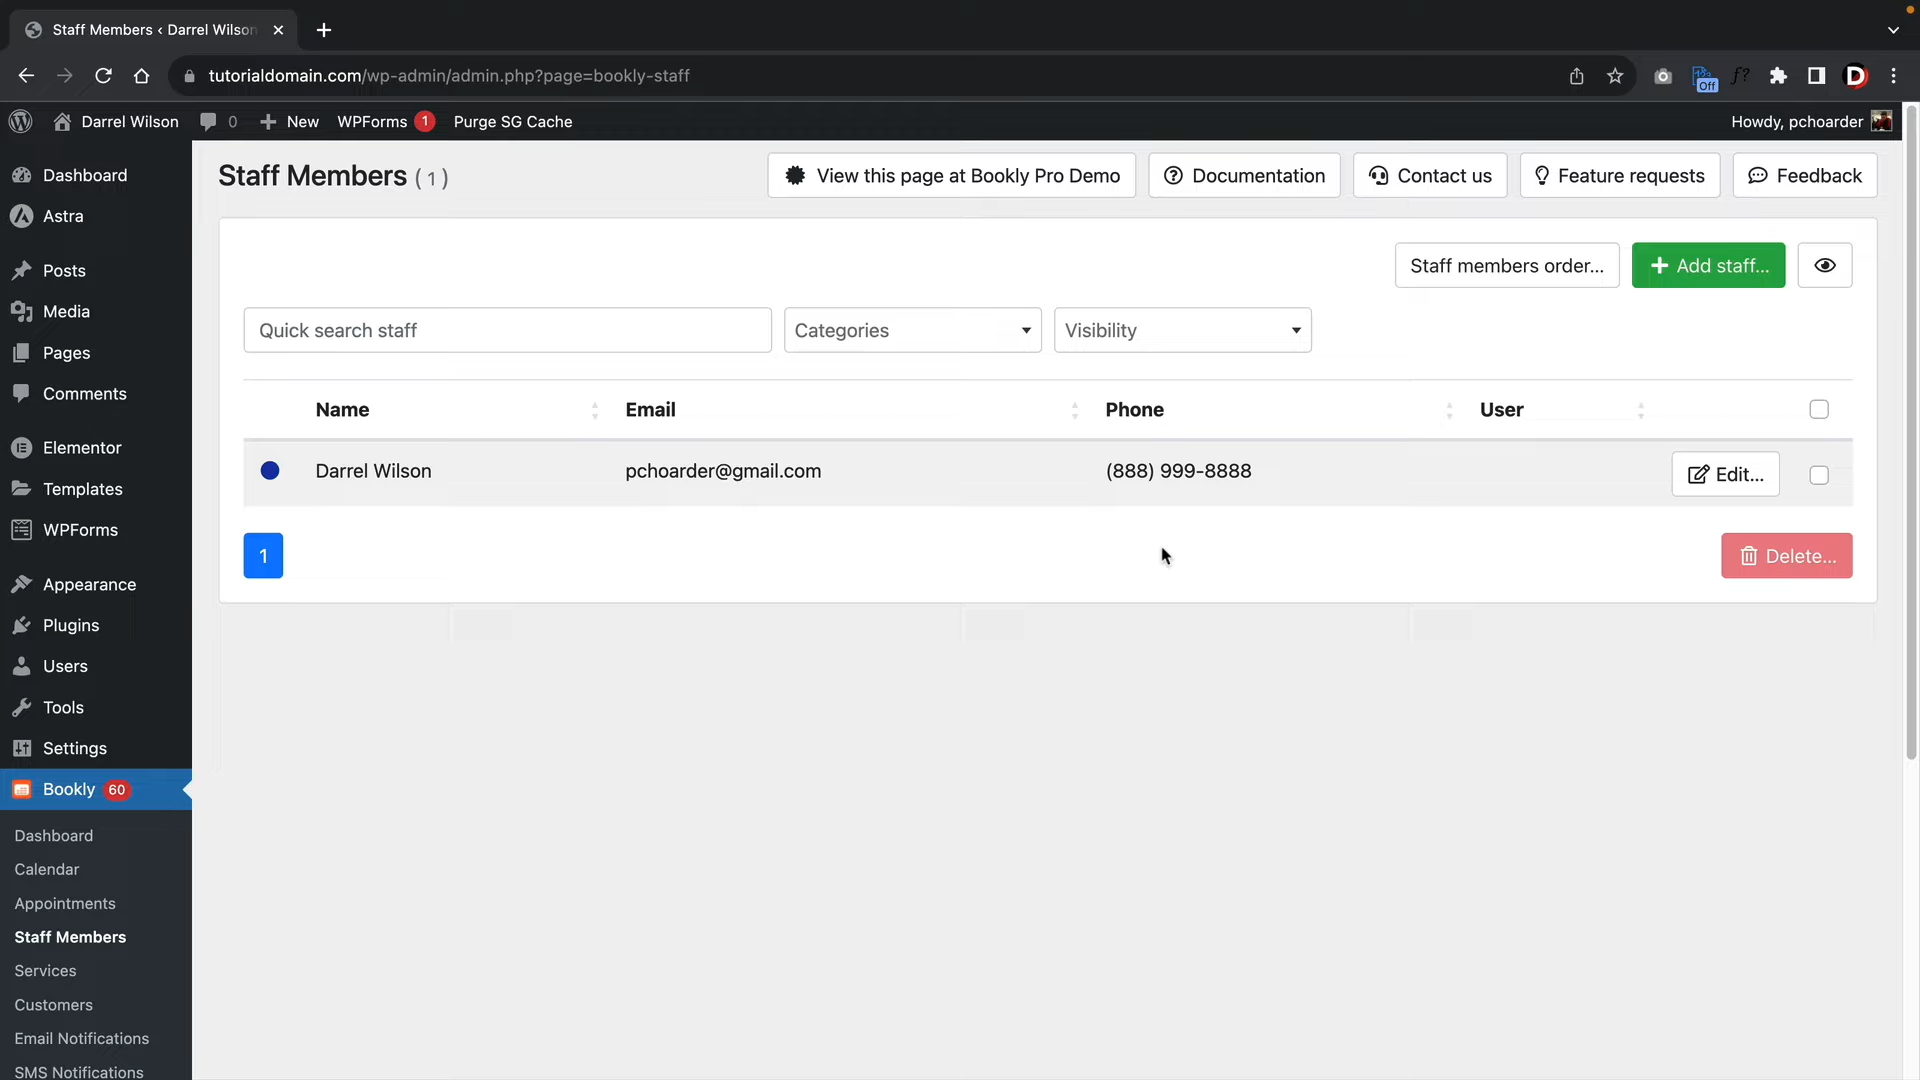 Staff Members ‹ Darrel Wilson
tutorialdomain.com/wp-admin/admin.php?page=bookly-staff
Off
f?
D
Darrel Wilson
0
New
WPForms 1
Purge SG Cache
Howdy, pchoarder
Dashboard
Astra
Posts
Media
Pages
Comments
Elementor
Templates
WPForms
Appearance
Plugins
Users
Tools
Settings
Bookly 60
Dashboard
Calendar
Appointments
Staff Members
Services
Customers
Email Notifications
SMS Notifications
Staff Members ( 1 )
View this page at Bookly Pro Demo
Documentation
Contact us
Feature requests
Feedback
Staff members order...
Add staff...
Quick search staff
Categories
Visibility
Name Email Phone User
Darrel Wilson pchoarder@gmail.com (888) 999-8888 Edit...
1
Delete...